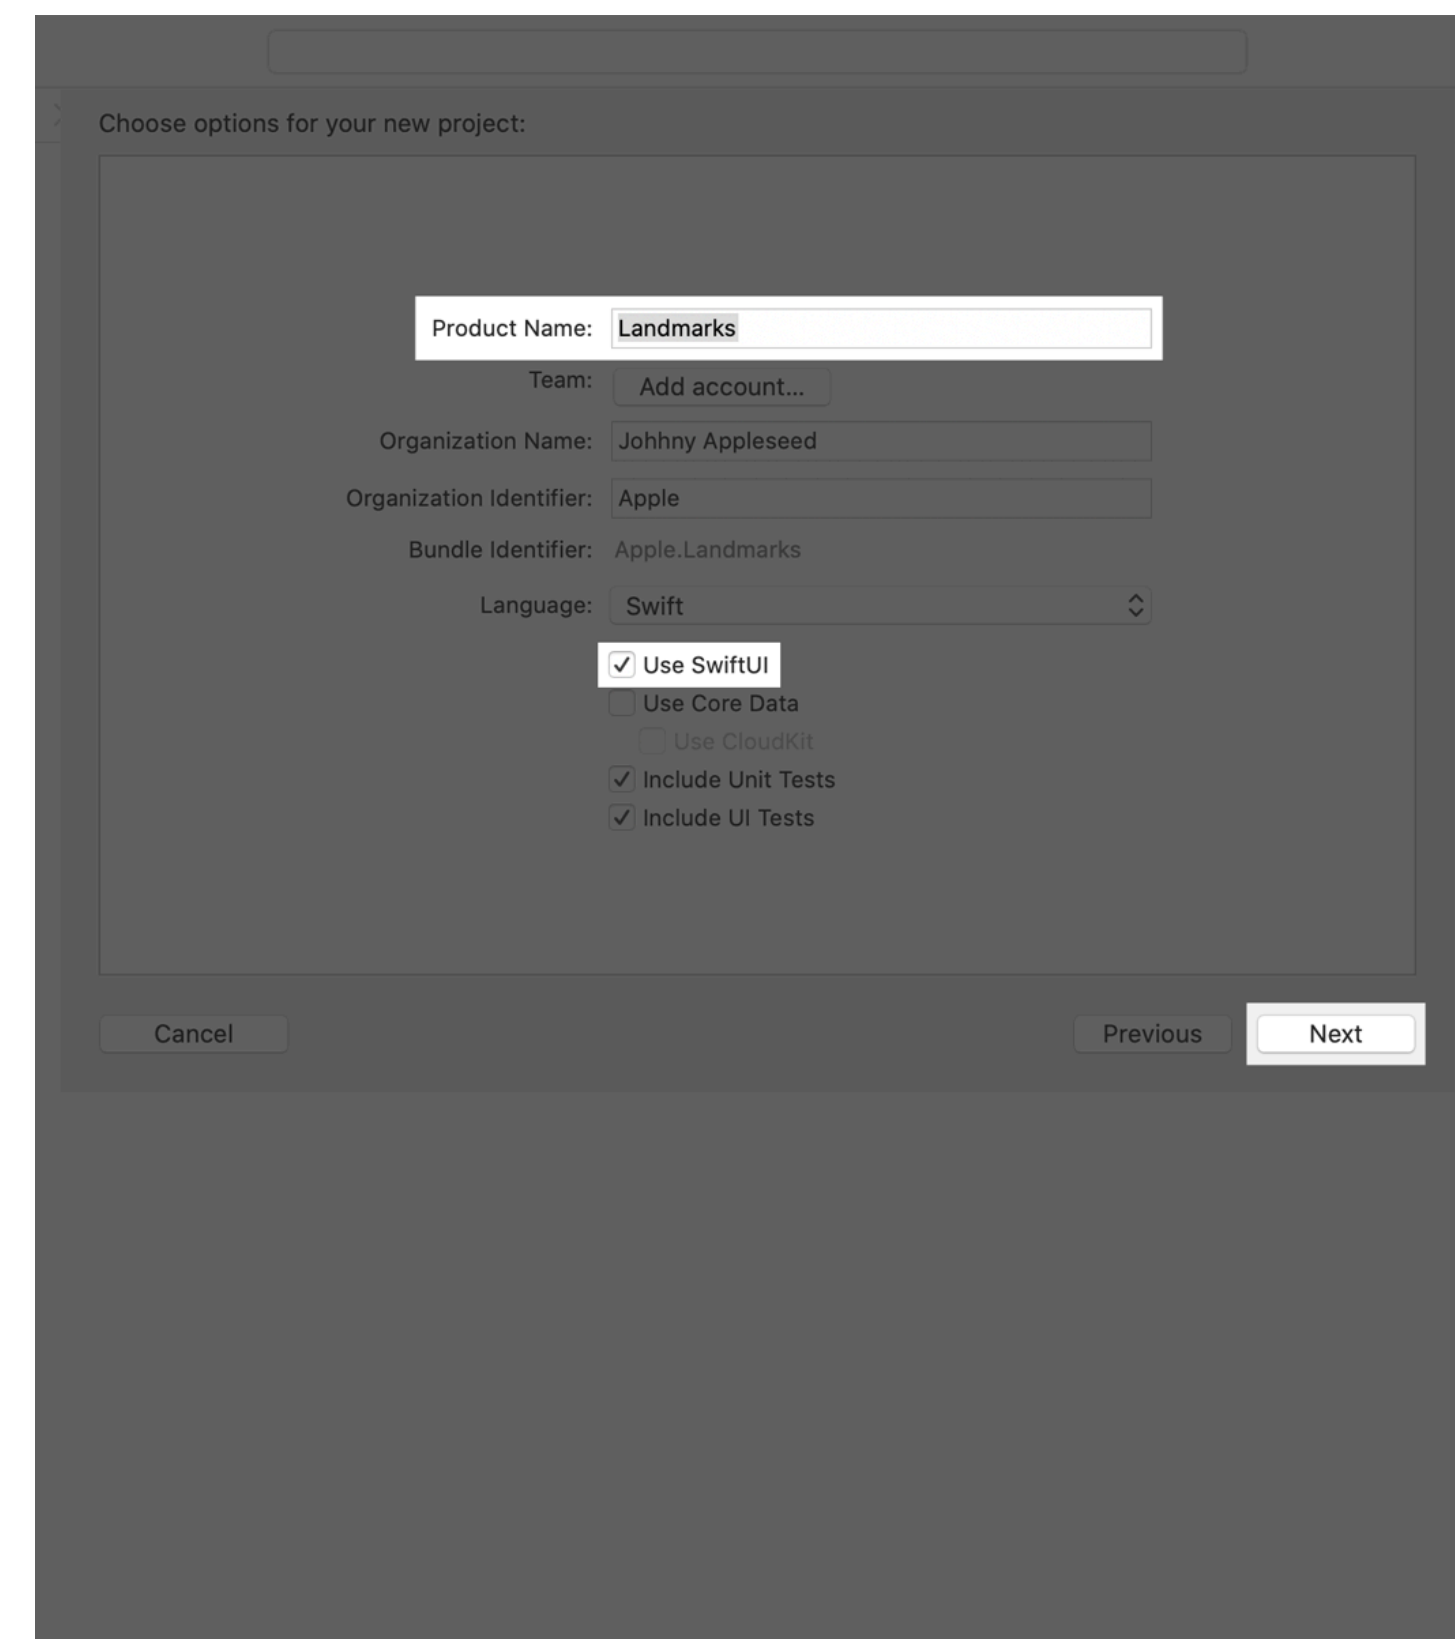 Choose options for your new project:
Product Name: Landmarks
Team: Add account...
Organization Name: Johhny Appleseed
Organization Identifier: Apple
Bundle Identifier: Apple.Landmarks
Language: Swift
Use SwiftUI
Use Core Data
Use CloudKit
Include Unit Tests
Include UI Tests
Cancel Previous Next